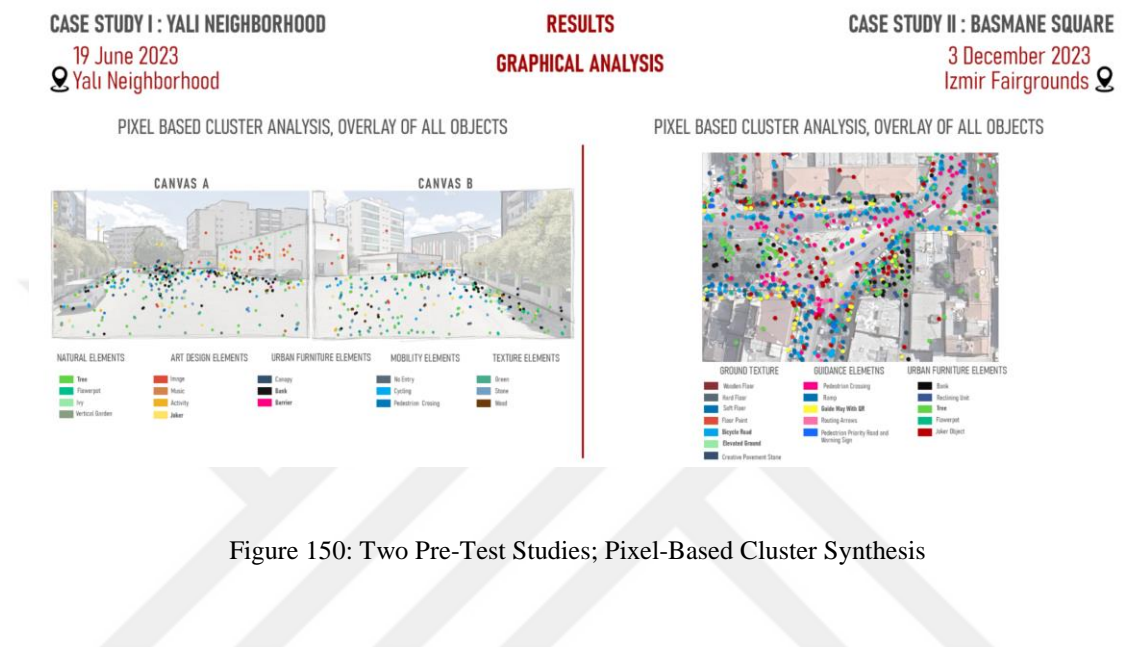 CASE STUDY I : YALI NEIGHBORHOOD
19 June 2023
Yalı Neighborhood
RESULTS
GRAPHICAL ANALYSIS
CASE STUDY II : BASMANE SQUARE
3 December 2023
Izmir Fairgrounds
PIXEL BASED CLUSTER ANALYSIS, OVERLAY OF ALL OBJECTS
CANVAS A
CANVAS B
NATURAL ELEMENTS
Tree
Flowerpot
Ivy
Vertical Garden
ART DESIGN ELEMENTS
Image
Music
Activity
Joker
URBAN FURNITURE ELEMENTS
Canopy
Bank
Barrier
MOBILITY ELEMENTS
No Entry
Cycling
Pedestrian Crossing
TEXTURE ELEMENTS
Green
Stone
Wood
PIXEL BASED CLUSTER ANALYSIS, OVERLAY OF ALL OBJECTS
GROUND TEXTURE
Wooden Floor
Hard Floor
Soft Floor
Floor Paint
Bicycle Road
Elevated Ground
Creative Pavement Stone
GUIDANCE ELEMETNS
Pedestrian Crossing
Ramp
Guide Way With QR
Routing Arrows
Pedestrian Priority Road and
Warning Sign
URBAN FURNITURE ELEMENTS
Bank
Reclining Unit
Tree
Flowerpot
Joker Object
Figure 150: Two Pre-Test Studies; Pixel-Based Cluster Synthesis